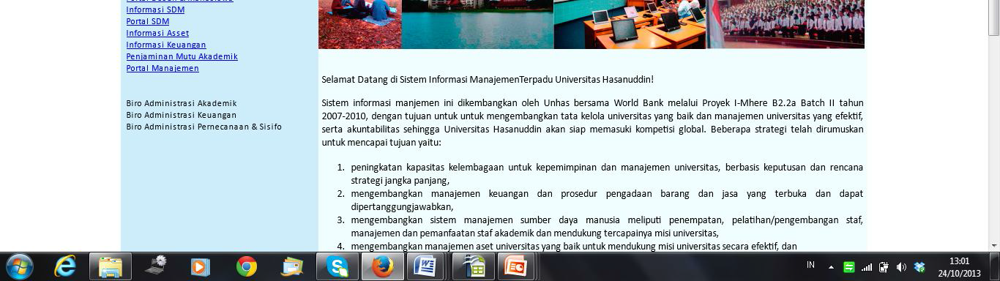 Informasi SDM
Portal SDM
Informasi Asset
Informasi Keuangan
Penjaminan Mutu Akademik
Portal Manajemen
Biro Administrasi Akademik
Biro Administrasi Keuangan
Biro Administrasi Pernecanaan & Sisifo
Selamat Datang di Sistem Informasi ManajemenTerpadu Universitas Hasanuddin!
Sistem informasi manjemen ini dikembangkan oleh Unhas bersama World Bank melalui Proyek I-Mhere B2.2a Batch II tahun
2007-2010, dengan tujuan untuk untuk mengembangkan tata kelola universitas yang baik dan manajemen universitas yang efektif,
serta akuntabilitas sehingga Universitas Hasanuddin akan siap memasuki kompetisi global. Beberapa strategi telah dirumuskan
untuk mencapai tujuan yaitu:
1. peningkatan kapasitas kelembagaan untuk kepemimpinan dan manajemen universitas, berbasis keputusan dan rencana
strategi jangka panjang,
2. mengembangkan manajemen keuangan dan prosedur pengadaan barang dan jasa yang terbuka dan dapat
dipertanggungjawabkan,
3. mengembangkan sistem manajemen sumber daya manusia meliputi penempatan, pelatihan/pengembangan staf,
manajemen dan pemanfaatan staf akademik dan mendukung tercapainya misi universitas,
4. mengembangkan manajemen aset universitas yang baik untuk mendukung misi universitas secara efektif, dan
IN
13:01
24/10/2013